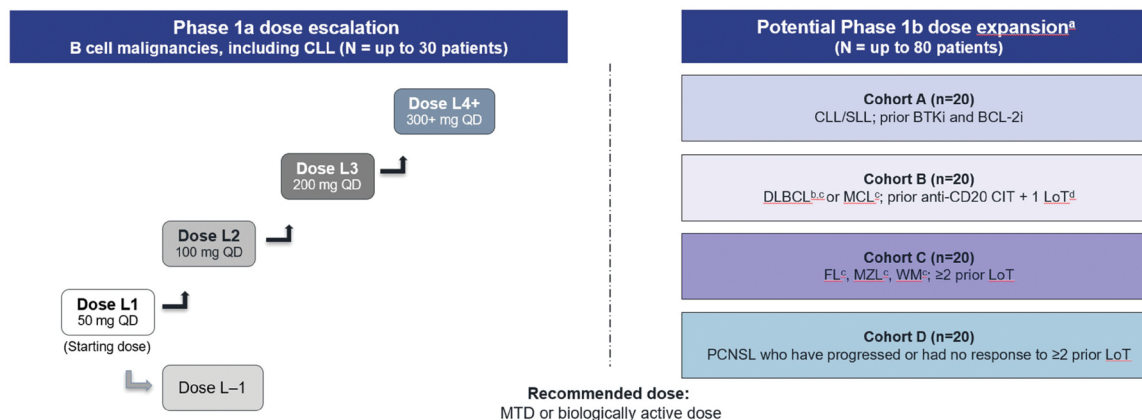 Phase 1a dose escalation
B cell malignancies, including CLL (N = up to 30 patients)
Dose L4+
300+ mg QD
Dose L3
200 mg QD
Dose L2
100 mg QD
Dose L1
50 mg QD
(Starting dose)
Dose L–1
Potential Phase 1b dose expansionª
(N = up to 80 patients)
Cohort A (n=20)
CLL/SLL; prior BTKi and BCL-2i
Cohort B (n=20)
DLBCLᵇ,ᶜ or MCLᶜ; prior anti-CD20 CIT + 1 LoTᵈ
Cohort C (n=20)
FLᶜ, MZLᶜ, WMᶜ; ≥2 prior LoT
Cohort D (n=20)
PCNSL who have progressed or had no response to ≥2 prior LoT
Recommended dose:
MTD or biologically active dose